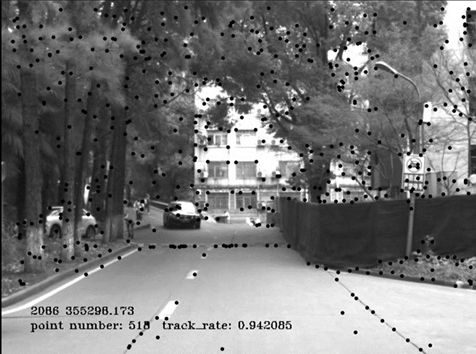 2086 355298.173
point number: 518 track_rate: 0.942085